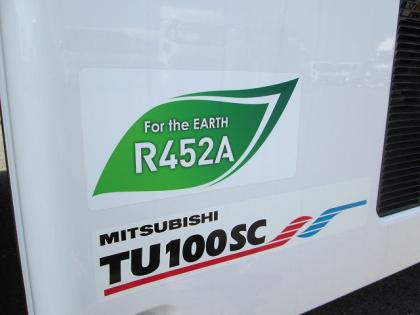 For the EARTH
R452A
MITSUBISHI
TU100SC